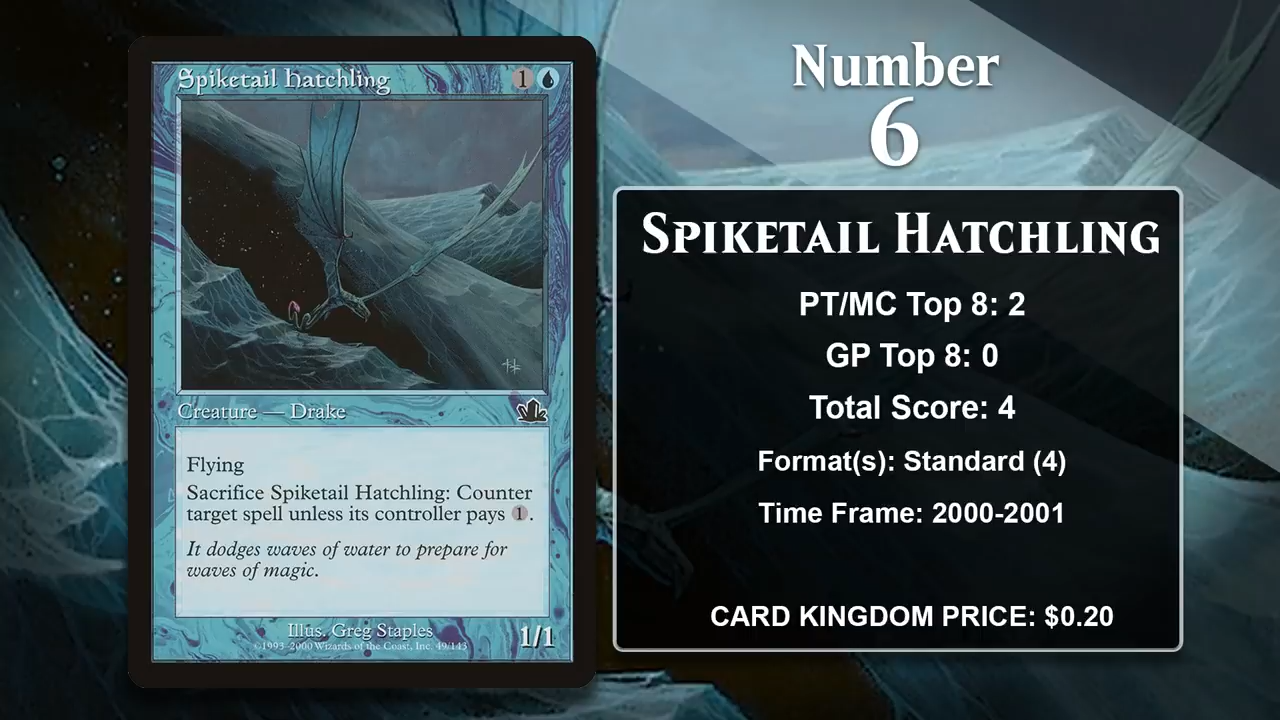 Spiketail Hatchling 1
Flying
Sacrifice Spiketail Hatchling: Counter
target spell unless its controller pays 1.
It dodges waves of water to prepare for
waves of magic.
Creature — Drake
Illus. Greg Staples
©1993-2000 Wizards of the Coast, Inc. 49/143
1/1
Number
6
Spiketail Hatchling
PT/MC Top 8: 2
GP Top 8: 0
Total Score: 4
Format(s): Standard (4)
Time Frame: 2000-2001
CARD KINGDOM PRICE: $0.20